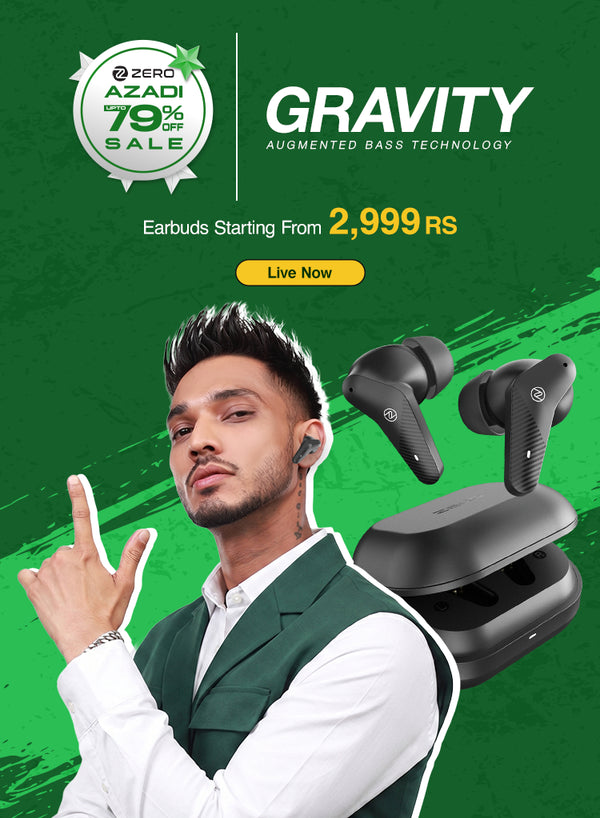 ZERO
AZADI
UPTO 79% OFF
SALE
GRAVITY
AUGMENTED BASS TECHNOLOGY
Earbuds Starting From 2,999 RS
Live Now